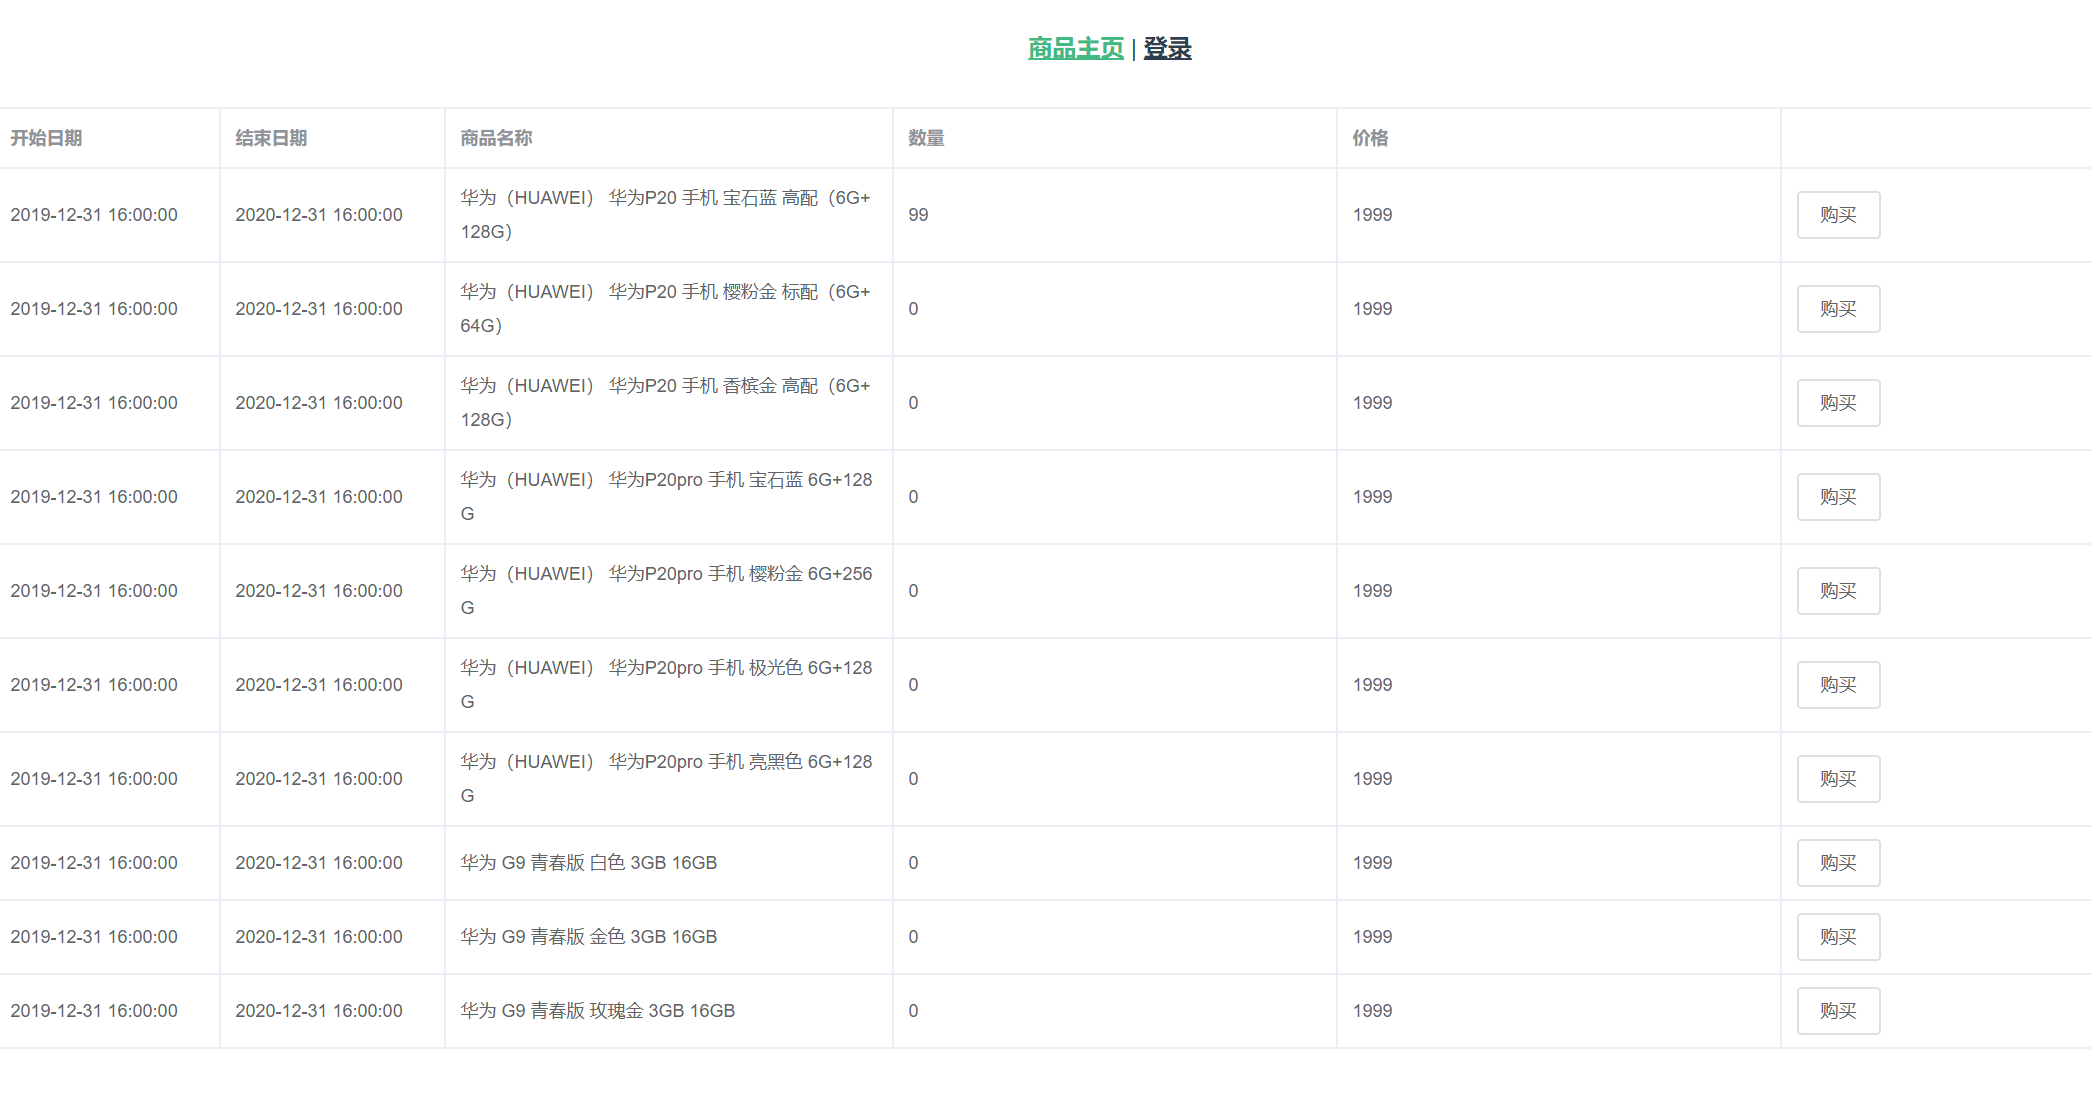 商品主页 | 登录
开始日期 结束日期 商品名称 数量 价格
2019-12-31 16:00:00 2020-12-31 16:00:00 华为（HUAWEI） 华为P20 手机 宝石蓝 高配（6G+ 99 1999 购买
128G）
2019-12-31 16:00:00 2020-12-31 16:00:00 华为（HUAWEI） 华为P20 手机 樱粉金 标配（6G+ 0 1999 购买
64G）
2019-12-31 16:00:00 2020-12-31 16:00:00 华为（HUAWEI） 华为P20 手机 香槟金 高配（6G+ 0 1999 购买
128G）
2019-12-31 16:00:00 2020-12-31 16:00:00 华为（HUAWEI） 华为P20pro 手机 宝石蓝 6G+128 0 1999 购买
G
2019-12-31 16:00:00 2020-12-31 16:00:00 华为（HUAWEI） 华为P20pro 手机 樱粉金 6G+256 0 1999 购买
G
2019-12-31 16:00:00 2020-12-31 16:00:00 华为（HUAWEI） 华为P20pro 手机 极光色 6G+128 0 1999 购买
G
2019-12-31 16:00:00 2020-12-31 16:00:00 华为（HUAWEI） 华为P20pro 手机 亮黑色 6G+128 0 1999 购买
G
2019-12-31 16:00:00 2020-12-31 16:00:00 华为 G9 青春版 白色 3GB 16GB 0 1999 购买
2019-12-31 16:00:00 2020-12-31 16:00:00 华为 G9 青春版 金色 3GB 16GB 0 1999 购买
2019-12-31 16:00:00 2020-12-31 16:00:00 华为 G9 青春版 玫瑰金 3GB 16GB 0 1999 购买